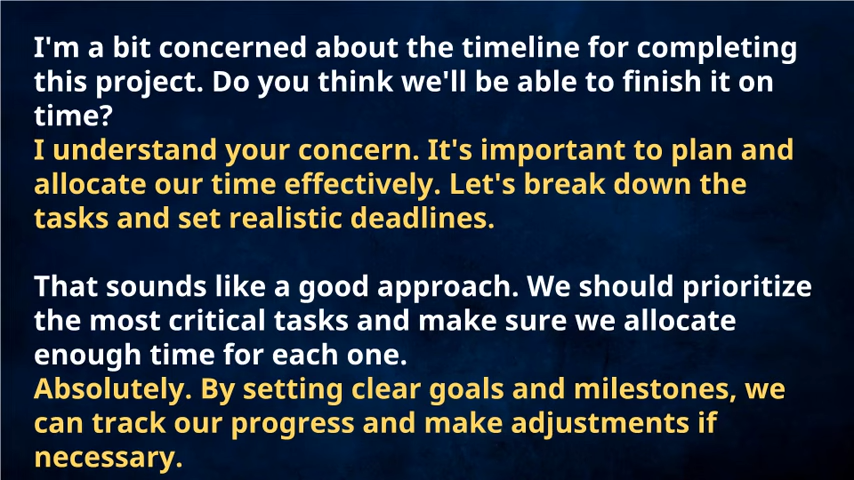 I'm a bit concerned about the timeline for completing
this project. Do you think we'll be able to finish it on
time?
I understand your concern. It's important to plan and
allocate our time effectively. Let's break down the
tasks and set realistic deadlines.
That sounds like a good approach. We should prioritize
the most critical tasks and make sure we allocate
enough time for each one.
Absolutely. By setting clear goals and milestones, we
can track our progress and make adjustments if
necessary.